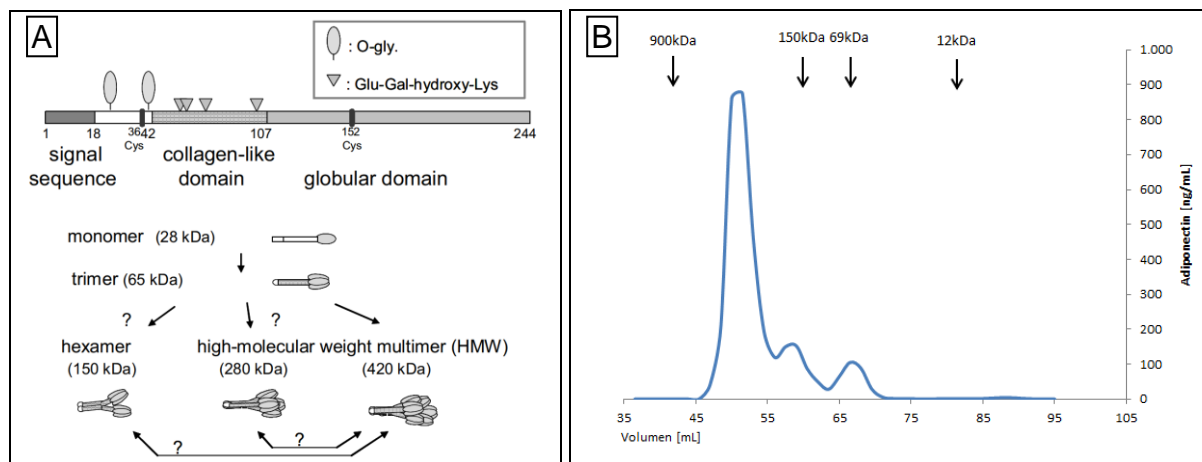 A
: O-gly.
: Glu-Gal-hydroxy-Lys
1 18 36 42 107 152 244
Cys Cys
signal sequence
collagen-like domain
globular domain
monomer (28 kDa)
trimer (65 kDa)
? ?
hexamer
(150 kDa)
high-molecular weight multimer (HMW)
(280 kDa) (420 kDa)
?
?
B
900kDa 150kDa 69kDa 12kDa
1.000
900
800
700
600
500
400
300
200
100
0
Adiponectin [ng/mL]
35 45 55 65 75 85 95 105
Volumen [mL]